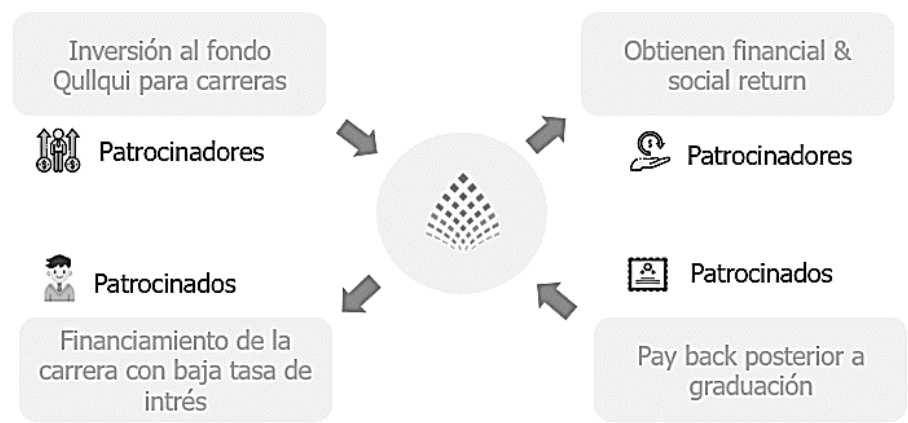 Inversión al fondo
Qullqui para carreras
Patrocinadores
Obtienen financial &
social return
Patrocinadores
Patrocinados
Financiamiento de la
carrera con baja tasa de
intrés
Patrocinados
Pay back posterior a
graduación